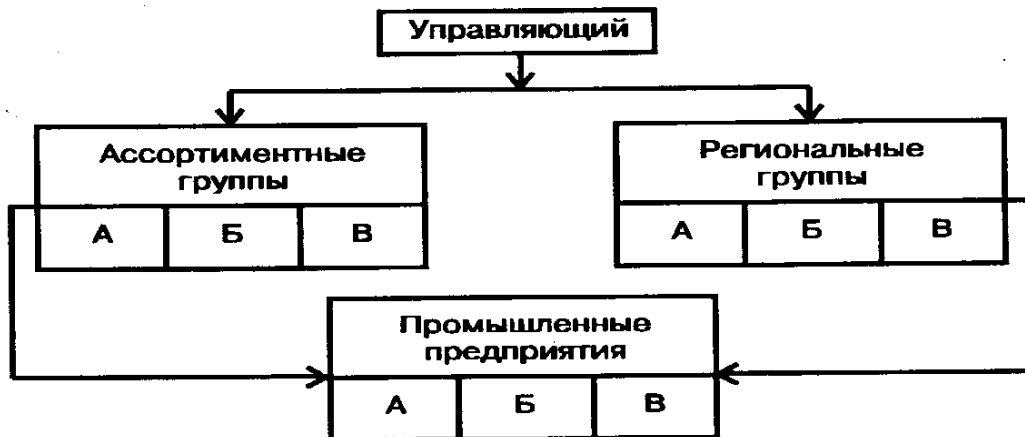 Управляющий
Ассортиментные
группы
А Б В
Региональные
группы
А Б В
Промышленные
предприятия
А Б В